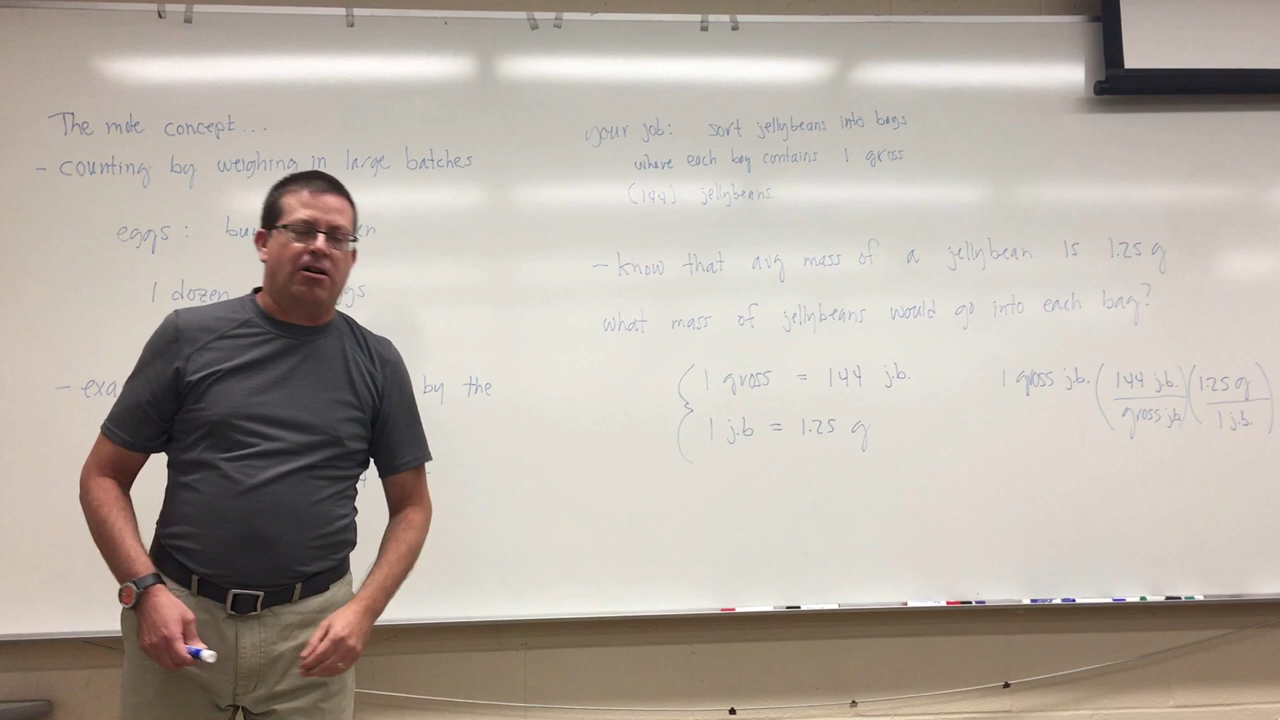 The mole concept...
- counting by weighing in large batches
eggs: en
1 dozen gs
- exa by the
your job: sort jellybeans into bags
where each bag contains 1 gross
(144) jellybeans.
- know that avg mass of a jellybean is 1.25 g
what mass of jellybeans would go into each bag?
1 gross = 144 j.b.
1 j.b = 1.25 g
1 gross j.b. (144 j.b. / gross jb)(1.25 g / 1 j.b.)